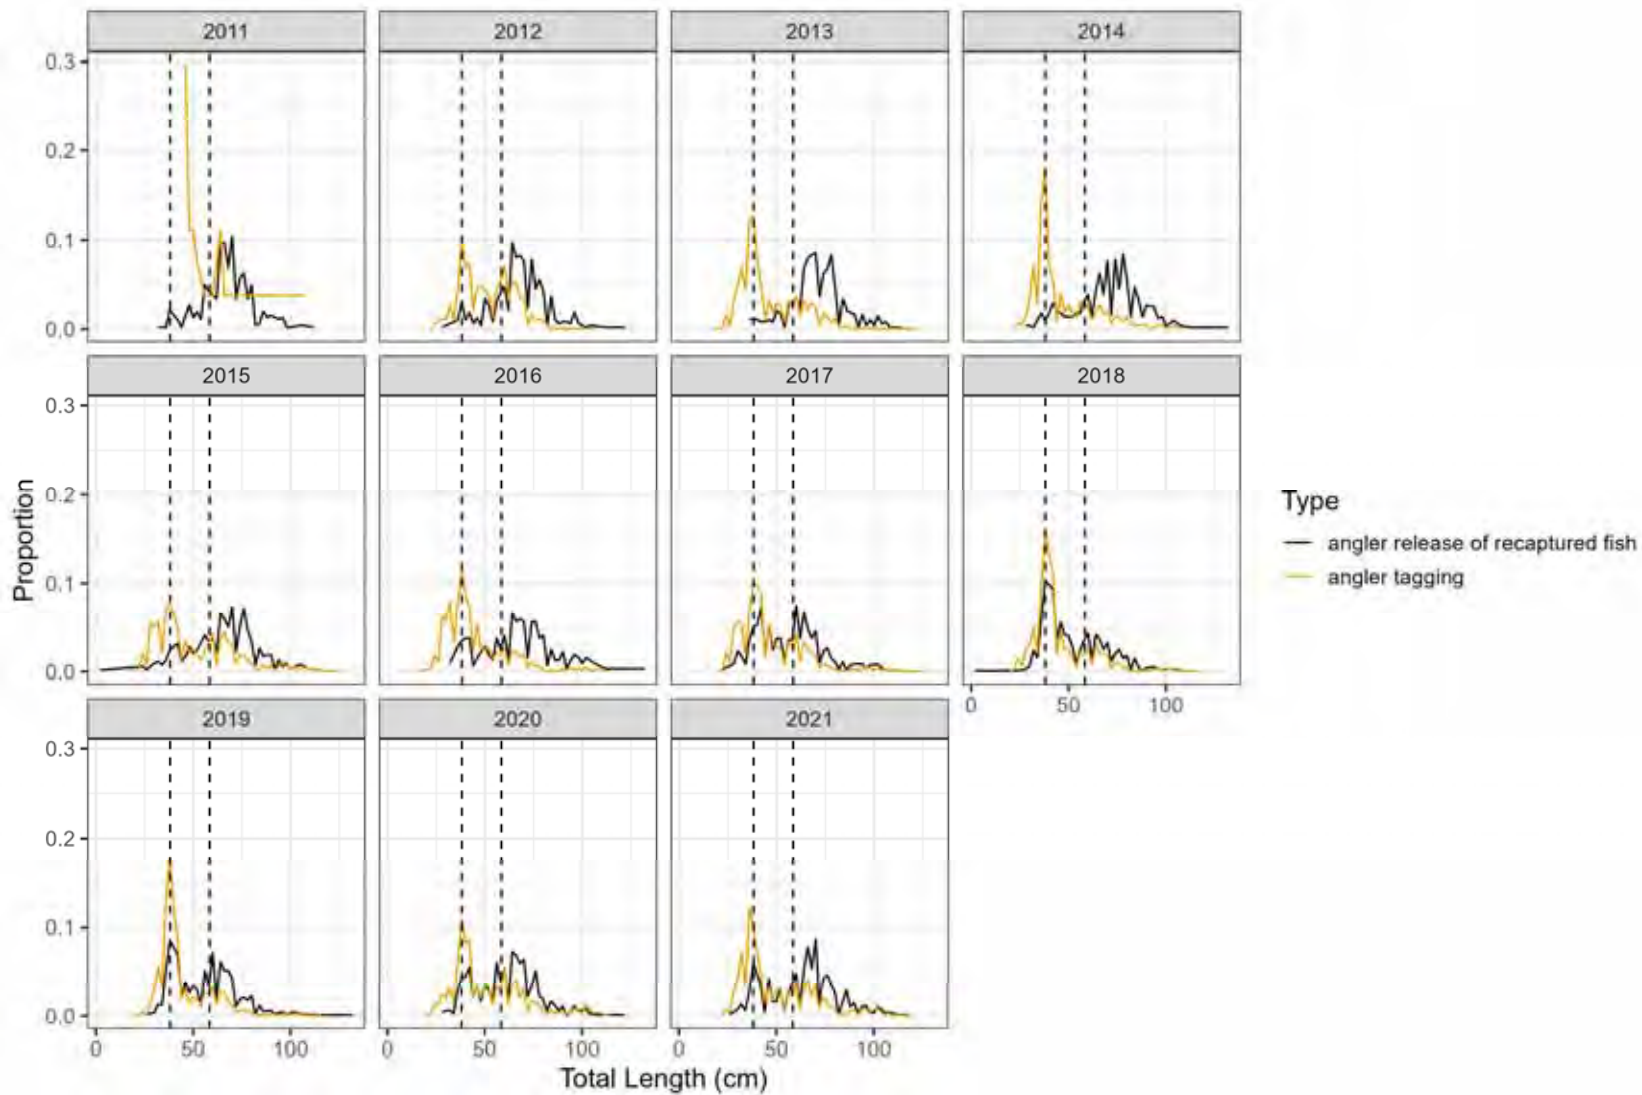 2011 2012 2013 2014
0.3
0.2
0.1
0.0
2015 2016 2017 2018
0.3
0.2
0.1
0.0
0 50 100
2019 2020 2021
0.3
0.2
0.1
0.0
0 50 100 0 50 100 0 50 100
Total Length (cm)
Proportion
Type
angler release of recaptured fish
angler tagging